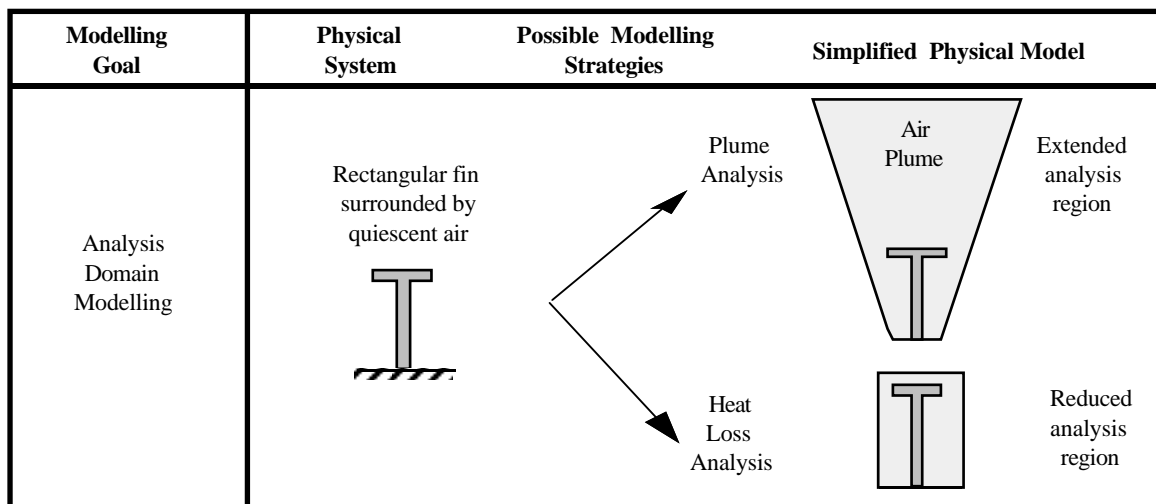 Modelling
Goal
Physical
System
Possible Modelling
Strategies
Simplified Physical Model
Analysis
Domain
Modelling
Rectangular fin
surrounded by
quiescent air
Plume
Analysis
Air
Plume
Extended
analysis
region
Heat
Loss
Analysis
Reduced
analysis
region